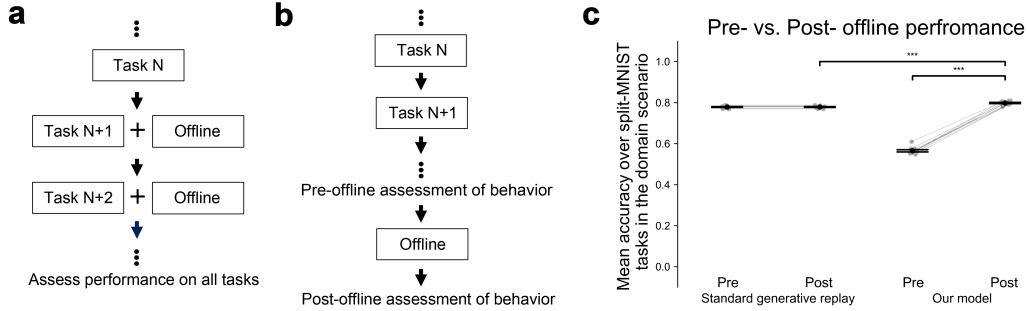 a
Task N
Task N+1 + Offline
Task N+2 + Offline
Assess performance on all tasks
b
Task N
Task N+1
Pre-offline assessment of behavior
Offline
Post-offline assessment of behavior
c
Pre- vs. Post- offline perfromance
Mean accuracy over split-MNIST
tasks in the domain scenario
1.0
0.8
0.6
0.4
0.2
0.0
***
***
Pre Post Pre Post
Standard generative replay Our model